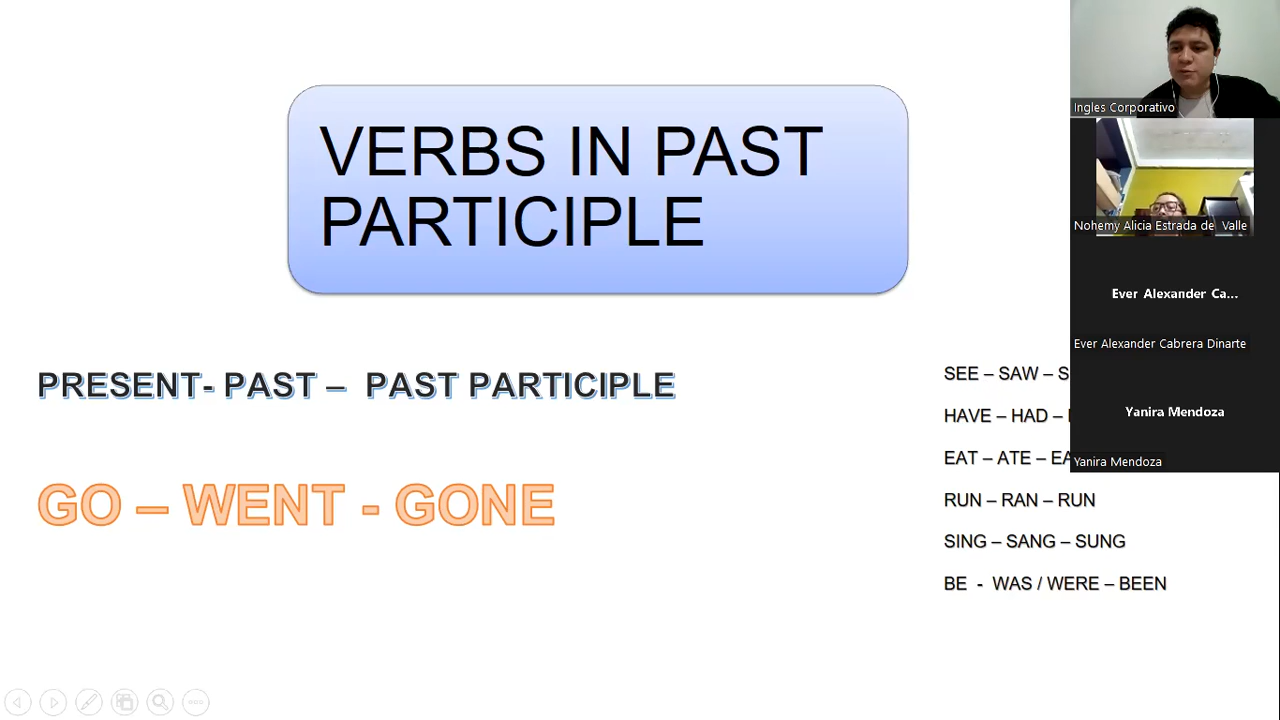 VERBS IN PAST
PARTICIPLE
PRESENT- PAST – PAST PARTICIPLE
GO – WENT - GONE
SEE – SAW –
HAVE – HAD –
EAT – ATE –
RUN – RAN – RUN
SING – SANG – SUNG
BE - WAS / WERE – BEEN
Ingles Corporativo
Nohemy Alicia Estrada de Valle
Ever Alexander Ca...
Ever Alexander Cabrera Dinarte
Yanira Mendoza
Yanira Mendoza